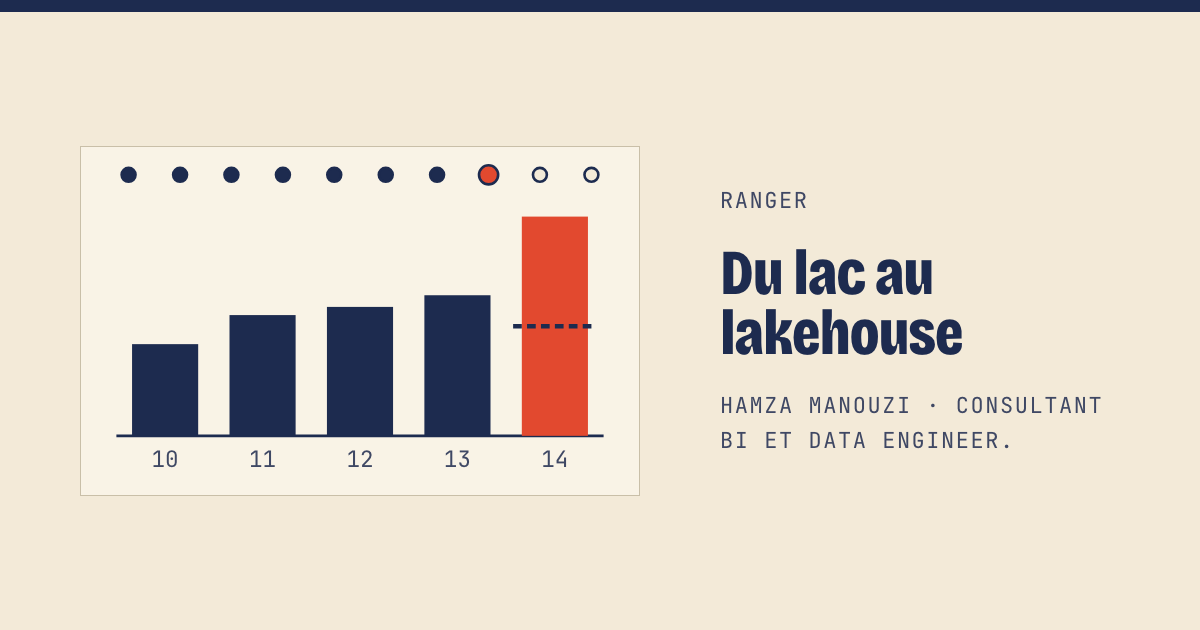 10 11 12 13 14
RANGER
Du lac au
lakehouse
HAMZA MANOUZI · CONSULTANT
BI ET DATA ENGINEER.